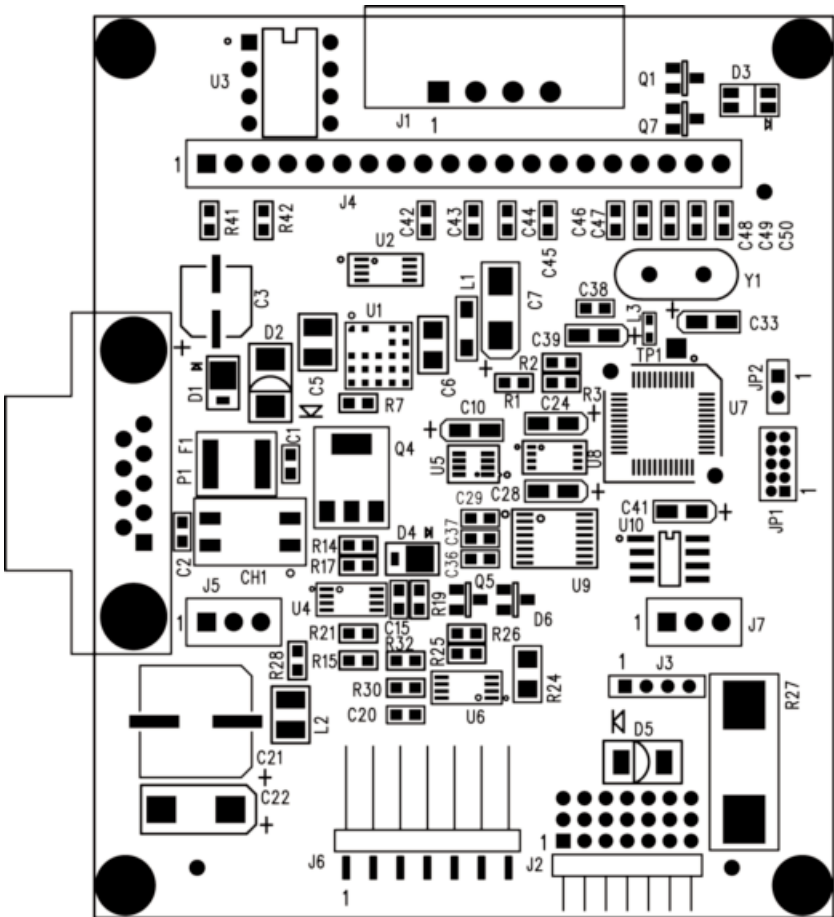 U3
J1
1
Q1
D3
Q7
1
J4
R41
R42
C42
C43
C44
C45
C46
C47
C48
C49
C50
U2
C3
L1
C7
Y1
U1
D2
C5
C6
C38
L3
C33
C39
TP1
D1
R7
R2
R1
R3
JP2
1
U7
C24
C10
F1
P1
C1
Q4
U5
U8
C28
C29
JP1
1
C41
U10
C2
CH1
R14
R17
D4
C37
C36
U9
J5
1
U4
C15
R19
Q5
D6
1
J7
R21
R15
R32
R25
R26
R28
R30
C20
U6
R24
1
J3
R27
L2
C21
C22
D5
J6
1
1
J2